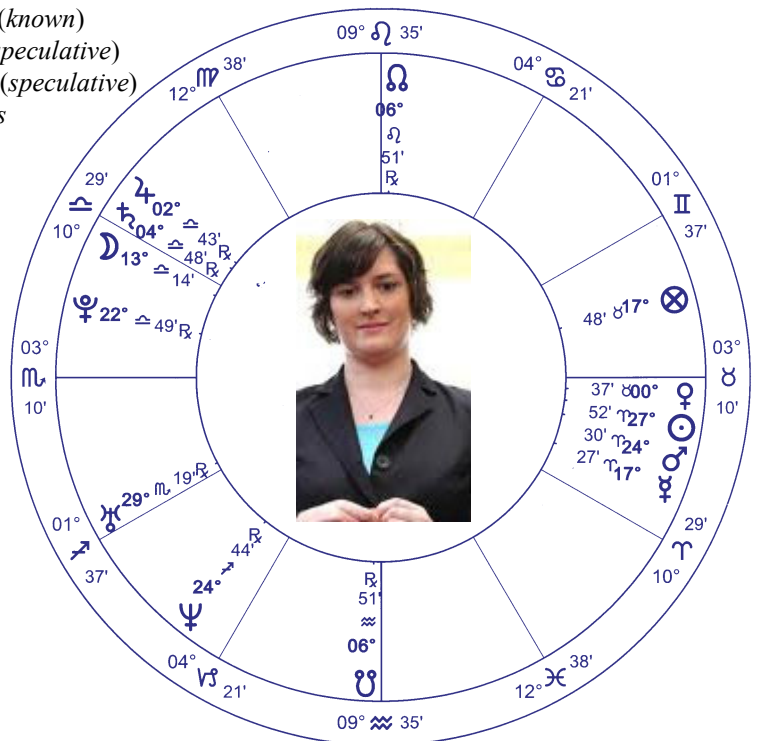 (known)
speculative)
(speculative)
s
09° ♌ 35'
12° ♍ 38'
04° ♋ 21'
29' ♎ 10°
01° ♊ 37'
03° ♏ 10'
03° ♉ 10'
01° ♐ 37'
29' ♈ 10°
04° ♑ 21'
12° ♓ 38'
09° ♒ 35'
☊ 06° ♌ 51' ℞
♃ 02° ♎ 43' ℞
♄ 04° ♎ 48' ℞
☽ 13° ♎ 14'
♇ 22° ♎ 49' ℞
48' ♉ 17° ⊗
37' ♉ 00° ♀
52' ♈ 27° ☉
30' ♈ 24° ♂
27' ♈ 17° ☿
♅ 29° ♏ 19' ℞
♆ 24° ♐ 44' ℞
℞ 51' ♒ 06° ☋